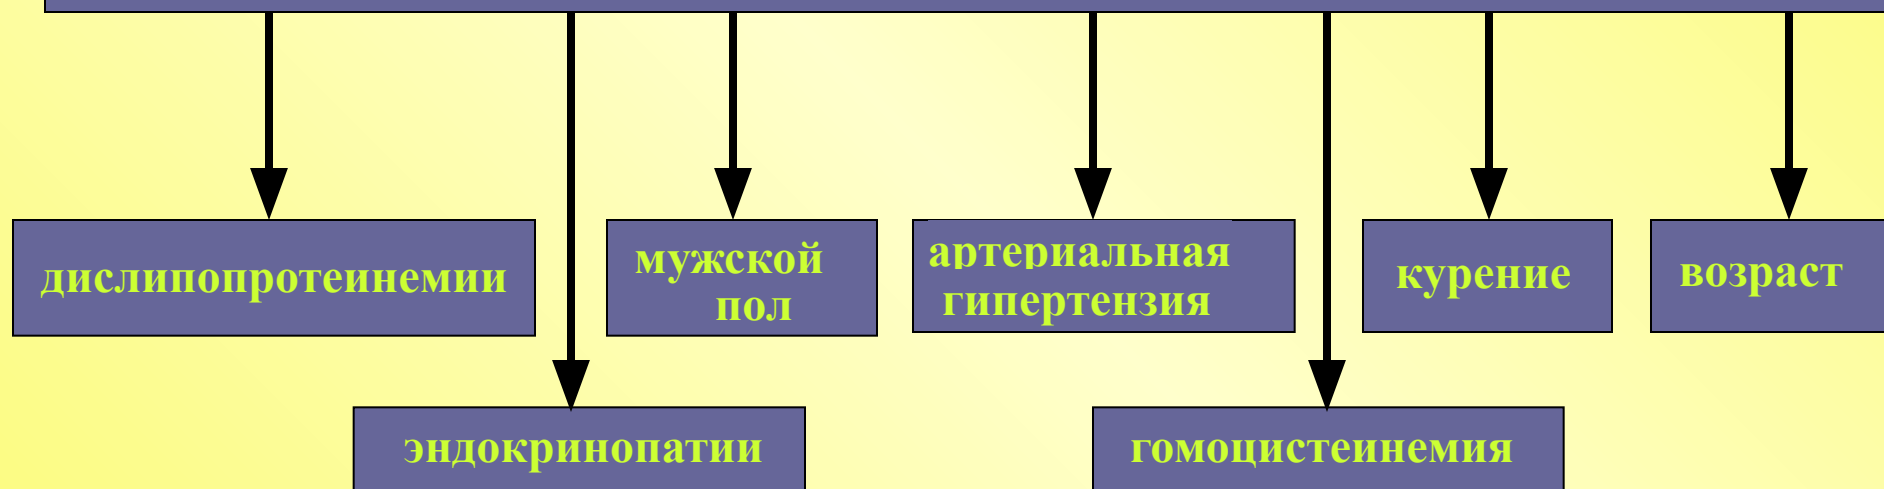 дислипопротеинемии
мужской
пол
артериальная
гипертензия
курение
возраст
эндокринопатии
гомоцистеинемия